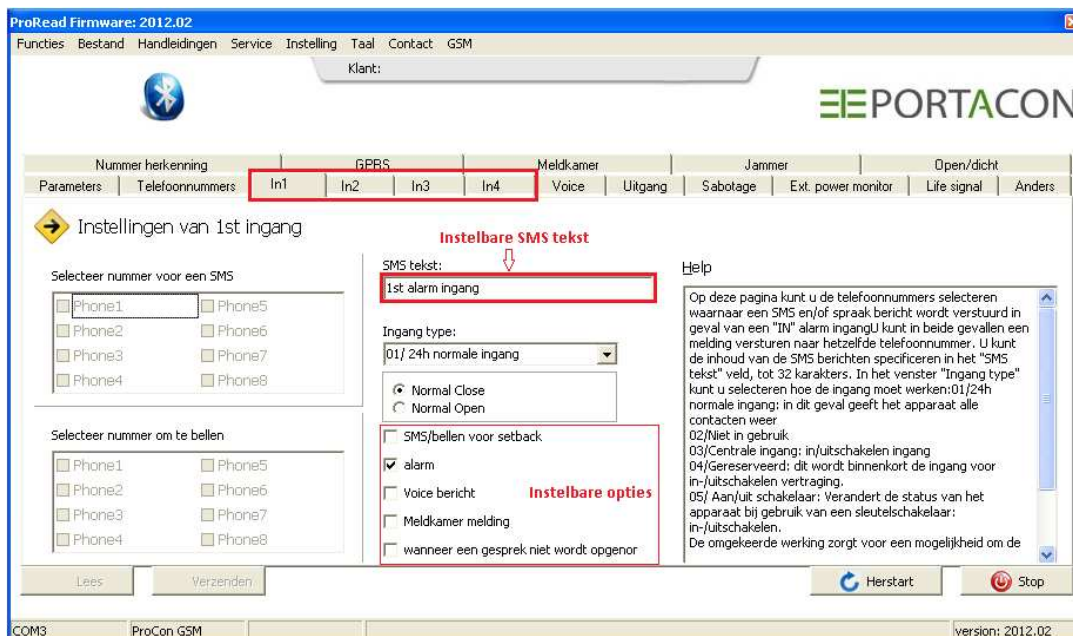 ProRead Firmware: 2012.02
Functies Bestand Handleidingen Service Instelling Taal Contact GSM
Klant:
PORTACON
Nummer herkenning GPRS Meldkamer Jammer Open/dicht
Parameters Telefoonnummers In1 In2 In3 In4 Voice Uitgang Sabotage Ext. power monitor Life signal Anders
Instellingen van 1st ingang
Selecteer nummer voor een SMS
Phone1 Phone5
Phone2 Phone6
Phone3 Phone7
Phone4 Phone8
Selecteer nummer om te bellen
Phone1 Phone5
Phone2 Phone6
Phone3 Phone7
Phone4 Phone8
Instelbare SMS tekst
SMS tekst:
1st alarm ingang
Ingang type:
01/ 24h normale ingang
Normal Close
Normal Open
SMS/bellen voor setback
alarm
Voice bericht
Instelbare opties
Meldkamer melding
wanneer een gesprek niet wordt opgenor
Help
Op deze pagina kunt u de telefoonnummers selecteren
waarnaar een SMS en/of spraak bericht wordt verstuurd in
geval van een "IN" alarm ingangU kunt in beide gevallen een
melding versturen naar hetzelfde telefoonnummer. U kunt
de inhoud van de SMS berichten specificeren in het "SMS
tekst" veld, tot 32 karakters. In het venster "Ingang type"
kunt u selecteren hoe de ingang moet werken:01/24h
normale ingang: in dit geval geeft het apparaat alle
contacten weer
02/Niet in gebruik
03/Centrale ingang: in/uitschakelen ingang
04/Gereserveerd: dit wordt binnenkort de ingang voor
in-/uitschakelen vertraging.
05/ Aan/uit schakelaar: Verandert de status van het
apparaat bij gebruik van een sleutelschakelaar:
in-/uitschakelen.
De omgekeerde werking zorgt voor een mogelijkheid om de
Lees Verzenden Herstart Stop
COM3 ProCon GSM version: 2012.02